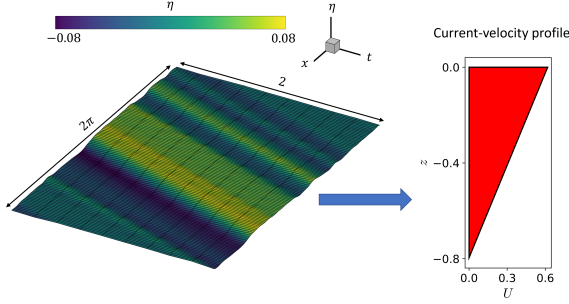 η
−0.08
0.08
η
x
t
2
2π
Current-velocity profile
0.0
−0.4
−0.8
z
0.0
0.3
0.6
U